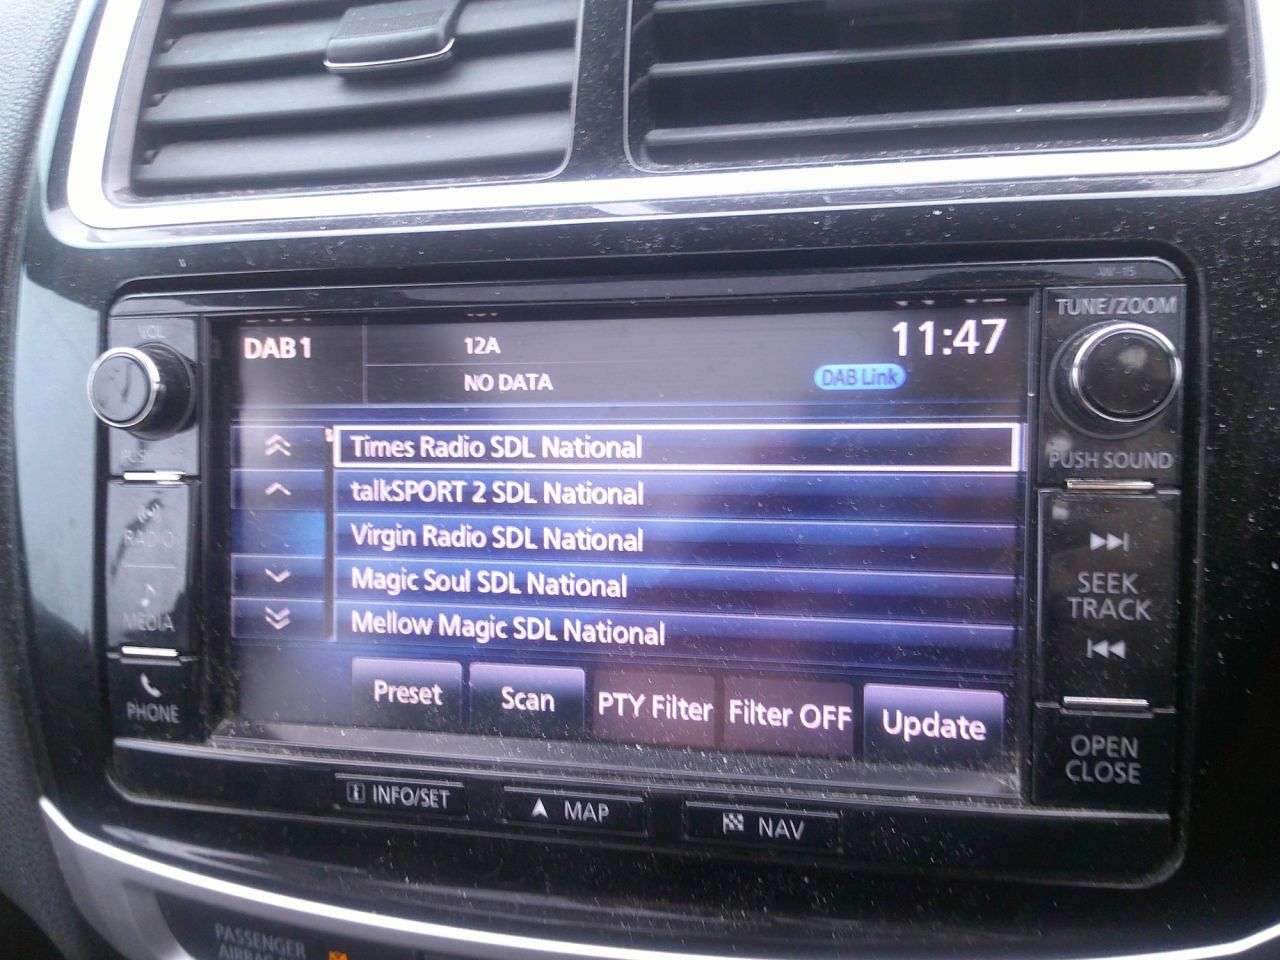 TUNE/ZOOM
VOL
DAB1
12A
11:47
NO DATA
DAB Link
Times Radio SDL National
talkSPORT 2 SDL National
Virgin Radio SDL National
Magic Soul SDL National
Mellow Magic SDL National
Preset
Scan
PTY Filter
Filter OFF
Update
PUSH SOUND
RADIO
MEDIA
PHONE
SEEK
TRACK
OPEN
CLOSE
INFO/SET
MAP
NAV
PASSENGER
AIRBAG